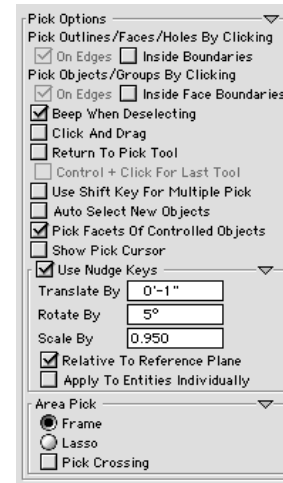 Pick Options
Pick Outlines/Faces/Holes By Clicking
On Edges Inside Boundaries
Pick Objects/Groups By Clicking
On Edges Inside Face Boundaries
Beep When Deselecting
Click And Drag
Return To Pick Tool
Control + Click For Last Tool
Use Shift Key For Multiple Pick
Auto Select New Objects
Pick Facets Of Controlled Objects
Show Pick Cursor
Use Nudge Keys
Translate By 0'-1"
Rotate By 5°
Scale By 0.950
Relative To Reference Plane
Apply To Entities Individually
Area Pick
Frame
Lasso
Pick Crossing